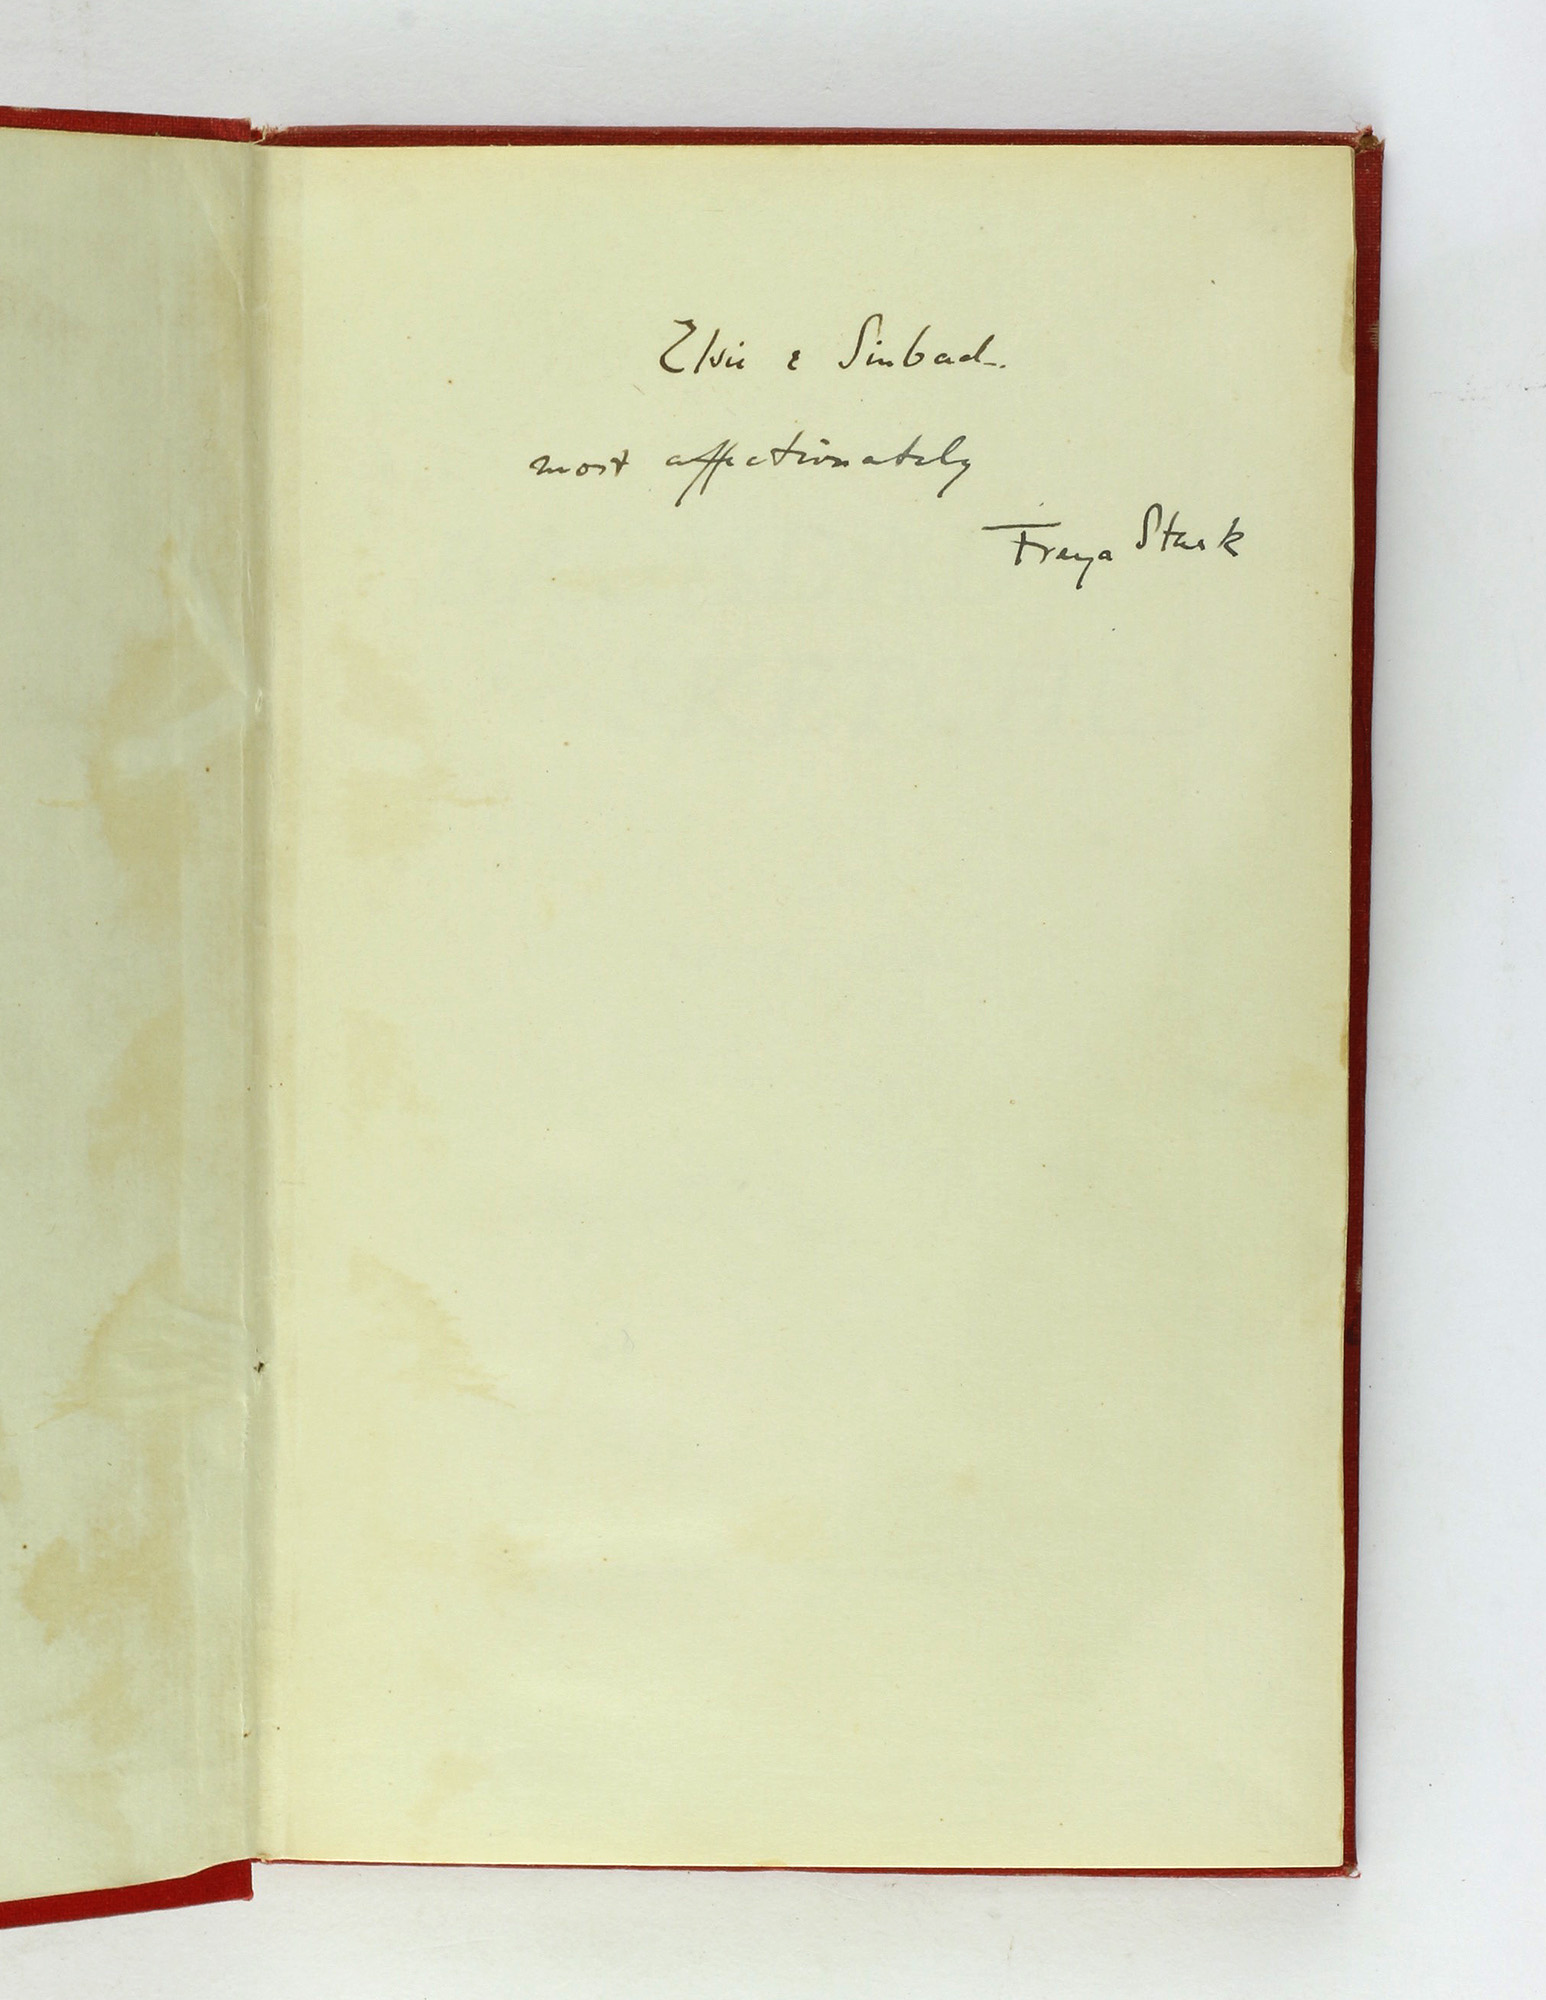 Elsie & Sinbad.
most affectionately
Freya Stark